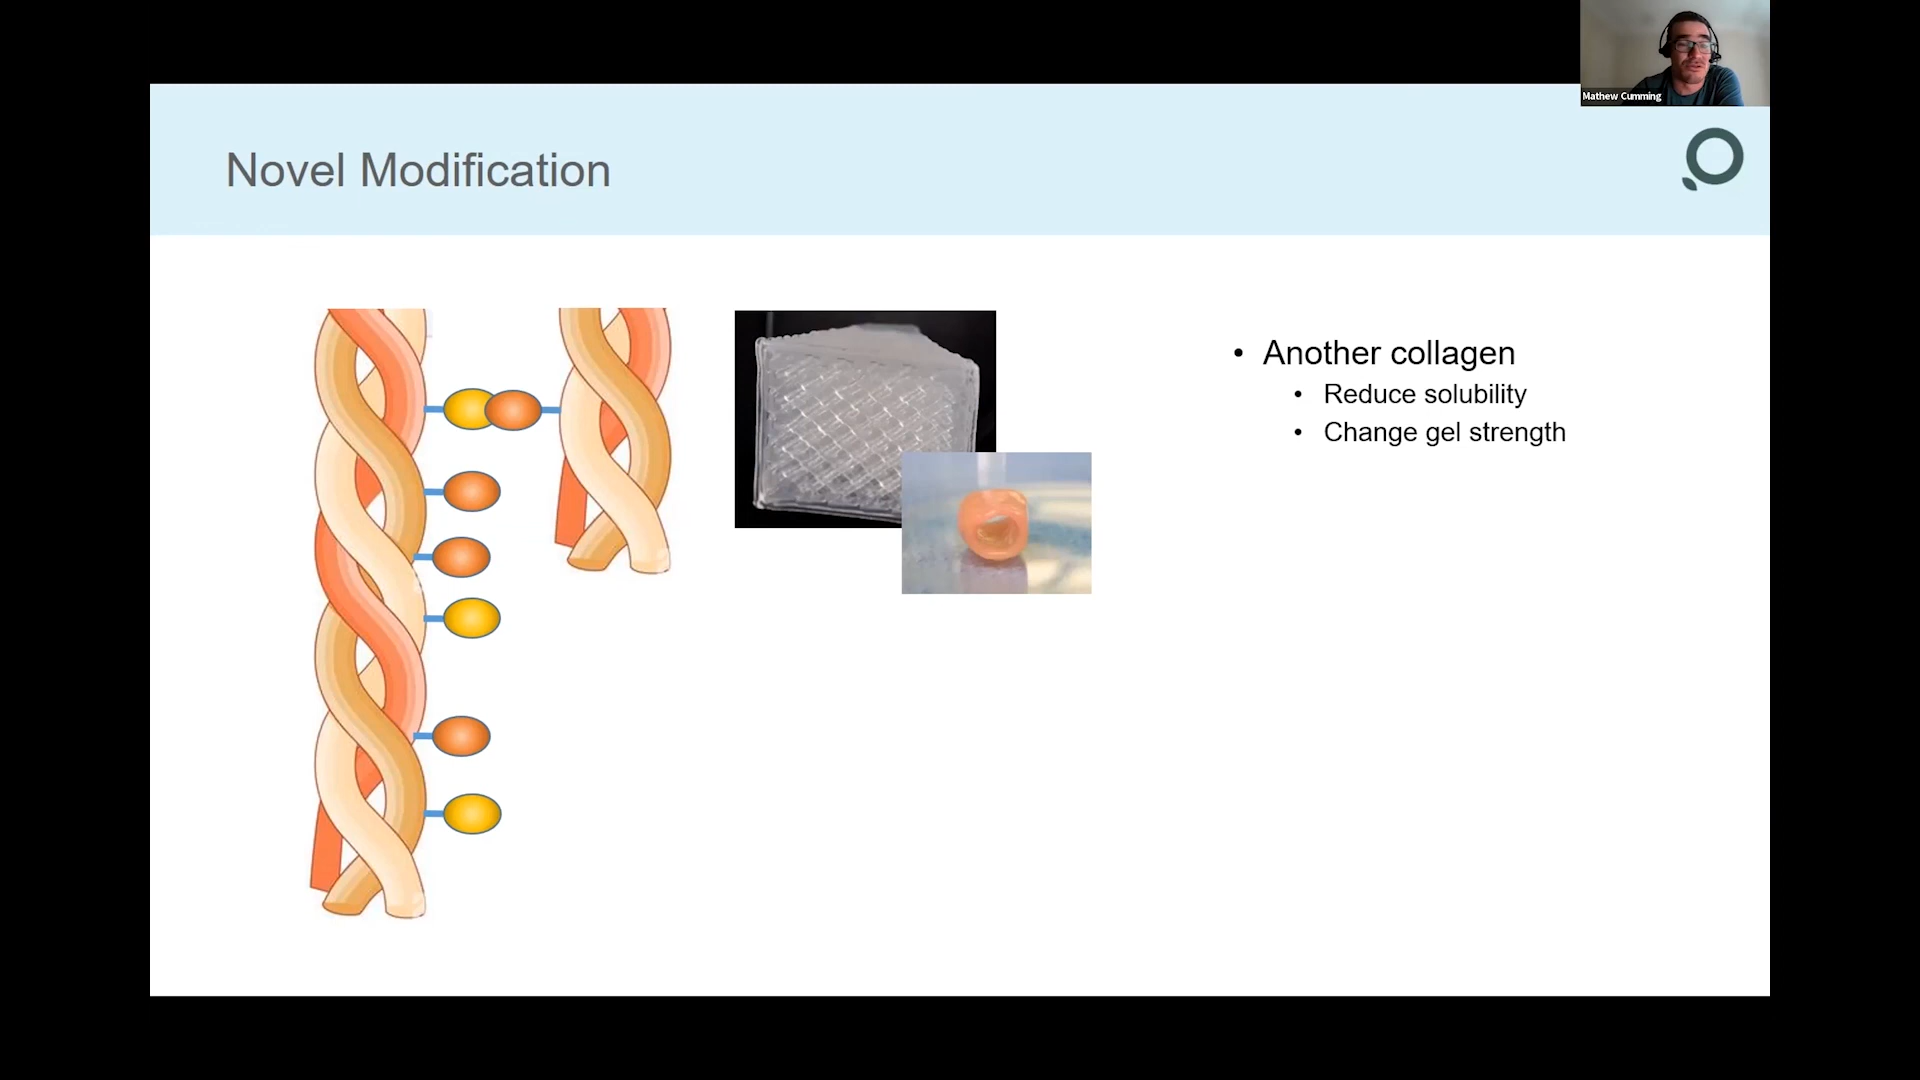 Mathew Cumming
Novel Modification
• Another collagen
• Reduce solubility
• Change gel strength